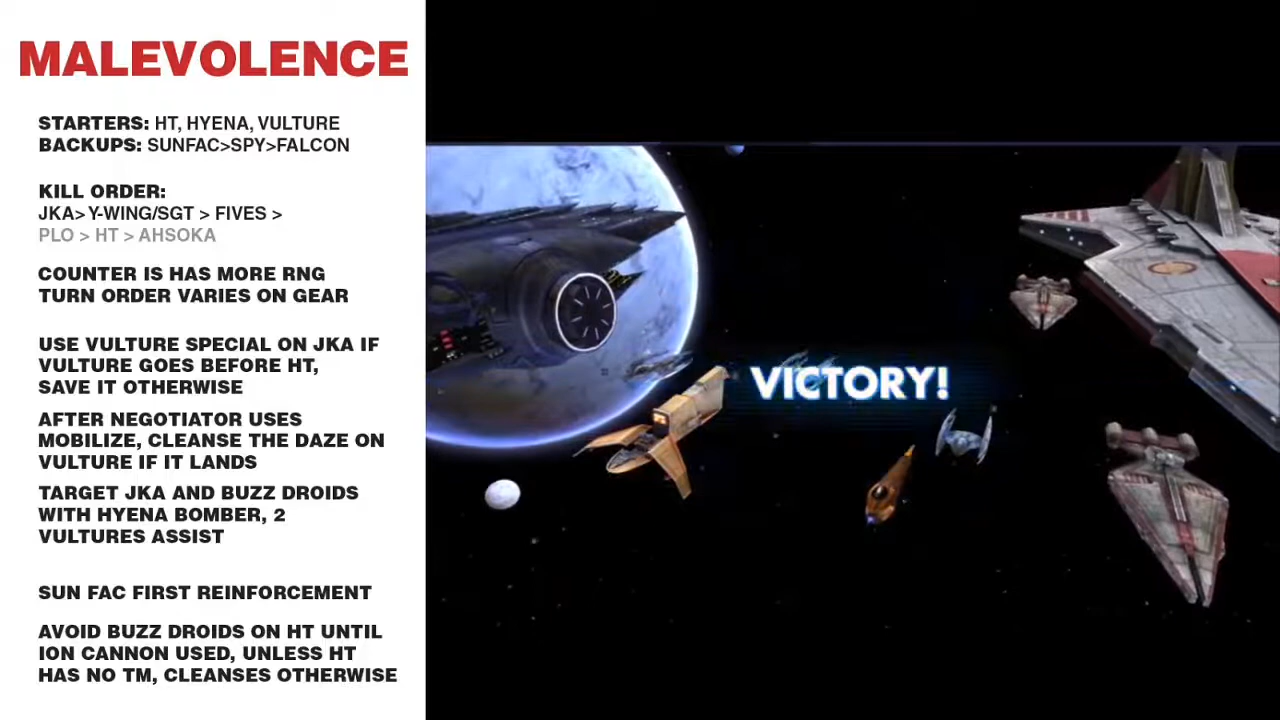 MALEVOLENCE
STARTERS: HT, HYENA, VULTURE
BACKUPS: SUNFAC>SPY>FALCON
KILL ORDER:
JKA> Y-WING/SGT > FIVES >
PLO > HT > AHSOKA
COUNTER IS HAS MORE RNG
TURN ORDER VARIES ON GEAR
USE VULTURE SPECIAL ON JKA IF
VULTURE GOES BEFORE HT,
SAVE IT OTHERWISE
AFTER NEGOTIATOR USES
MOBILIZE, CLEANSE THE DAZE ON
VULTURE IF IT LANDS
TARGET JKA AND BUZZ DROIDS
WITH HYENA BOMBER, 2
VULTURES ASSIST
SUN FAC FIRST REINFORCEMENT
AVOID BUZZ DROIDS ON HT UNTIL
ION CANNON USED, UNLESS HT
HAS NO TM, CLEANSES OTHERWISE
VICTORY!